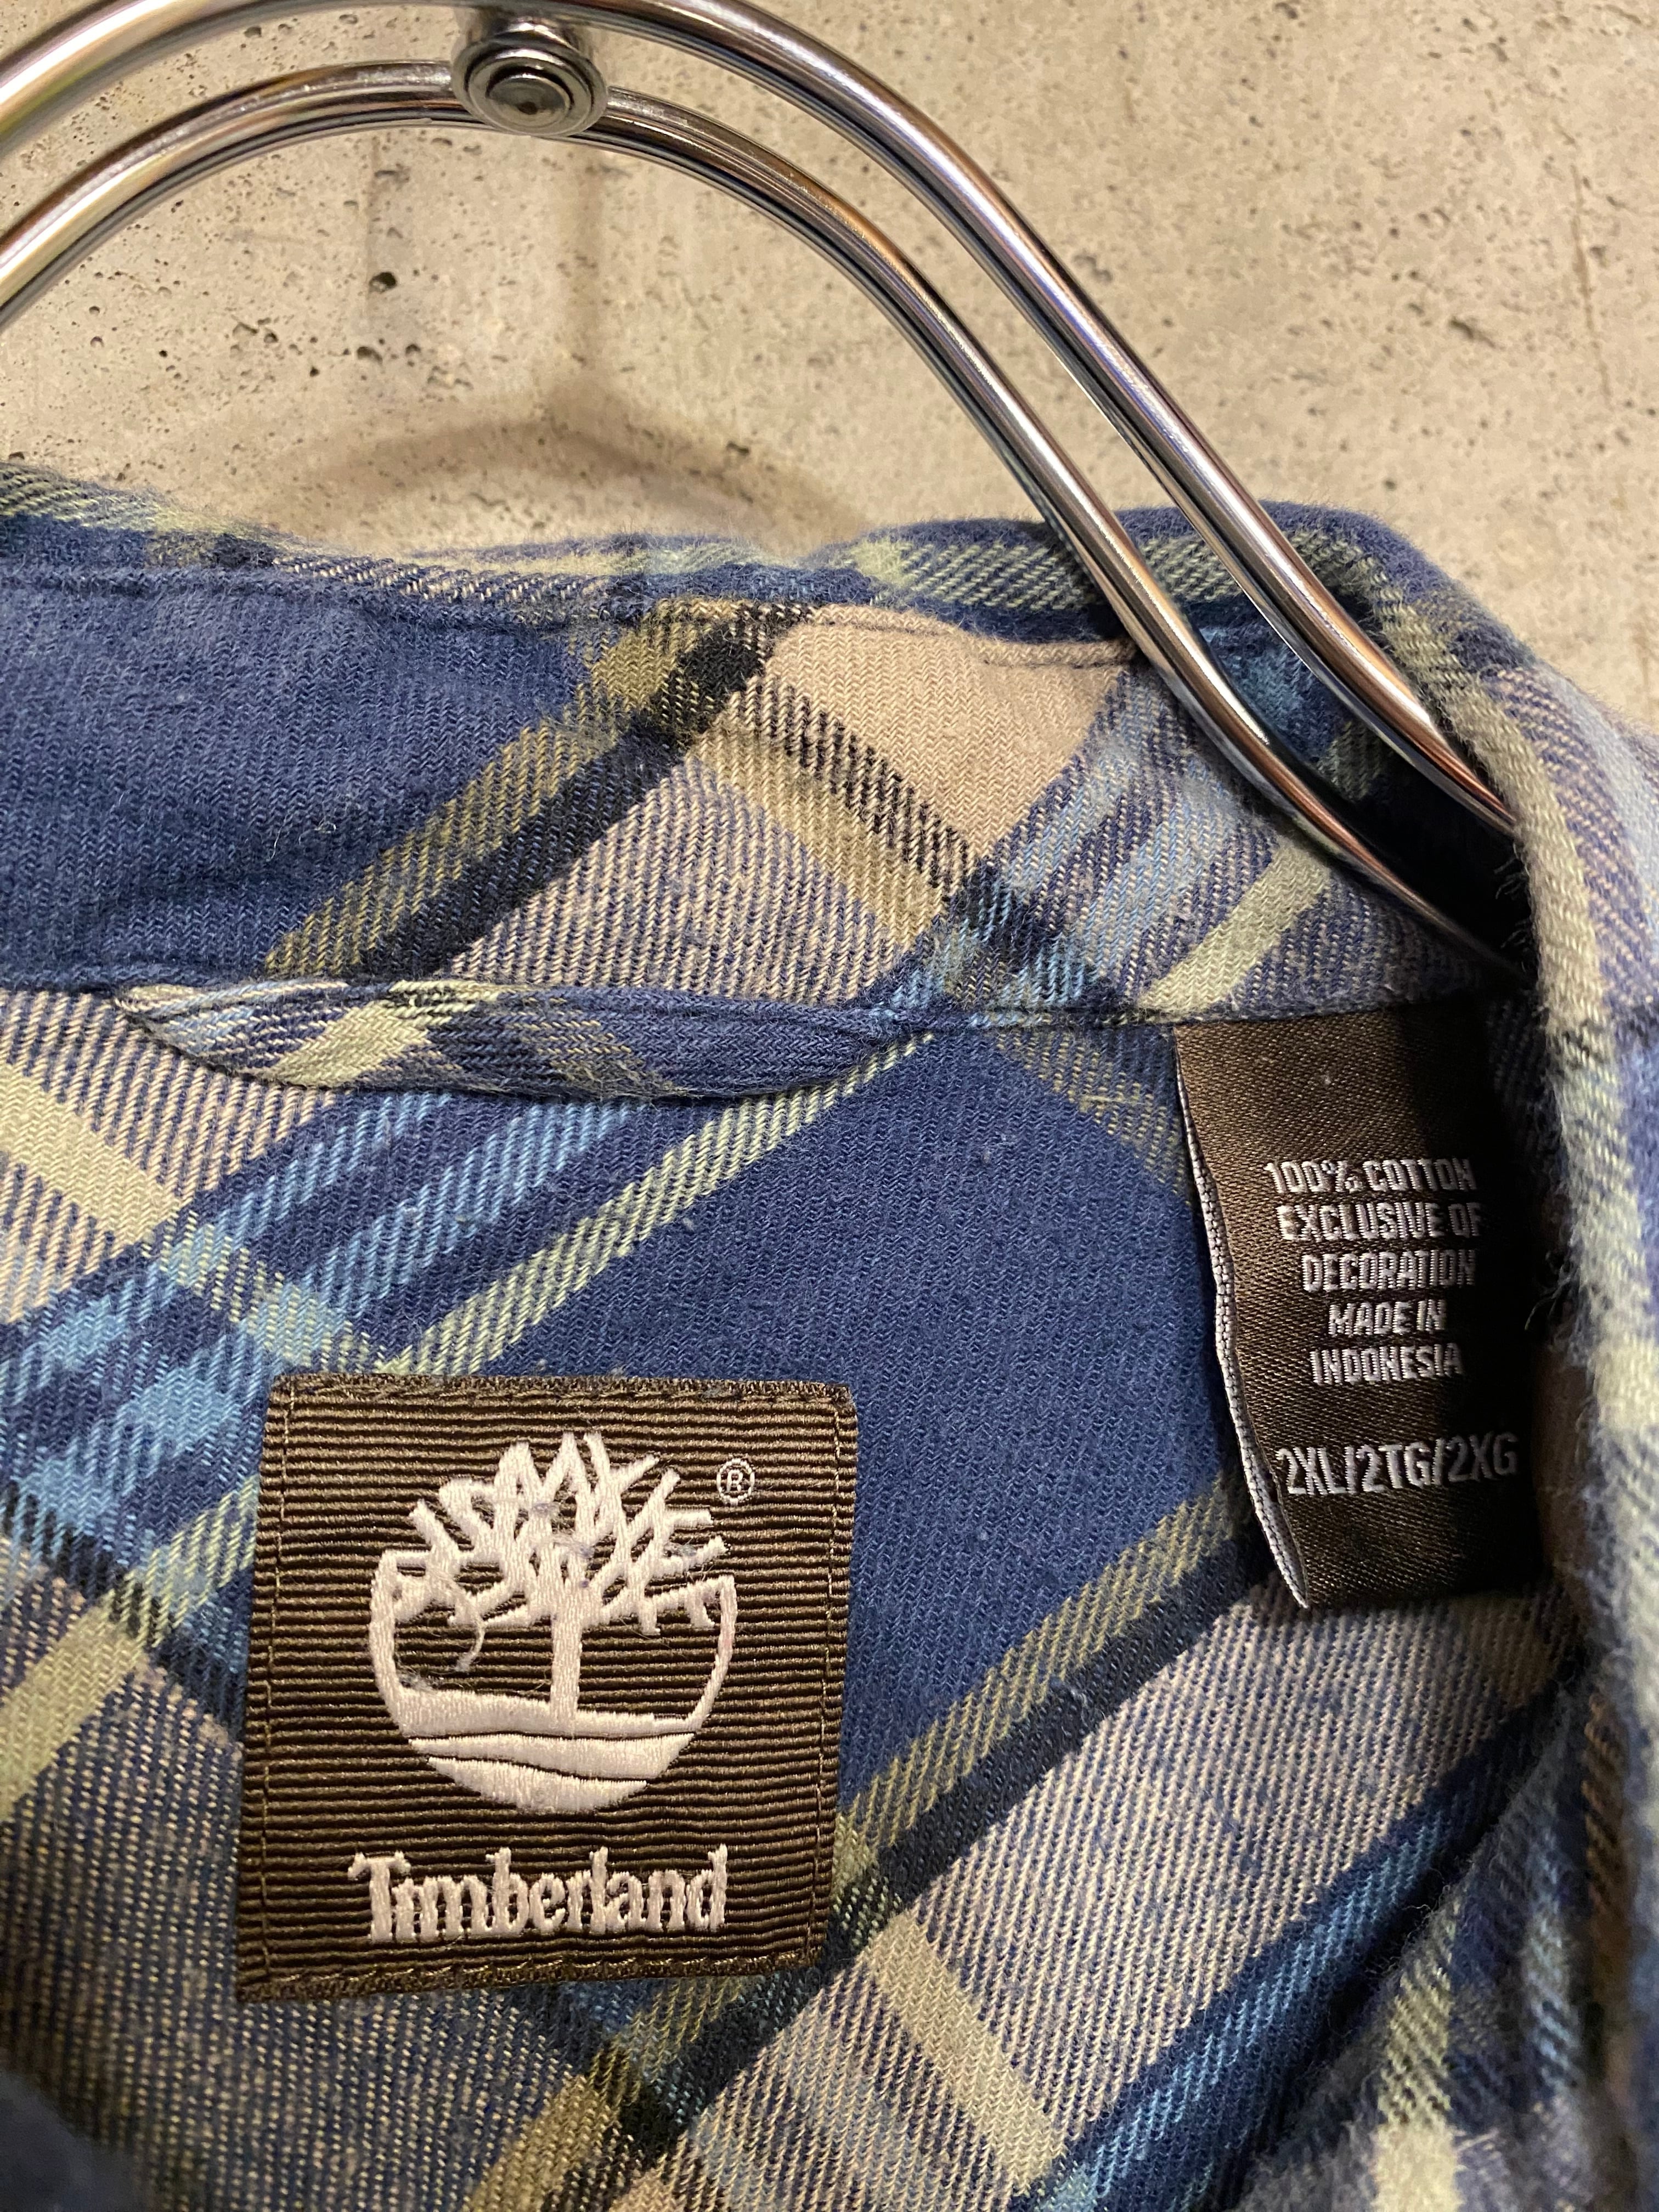 100% COTTON
EXCLUSIVE OF
DECORATION
MADE IN
INDONESIA
2XL/2TG/2XG
®
Timberland